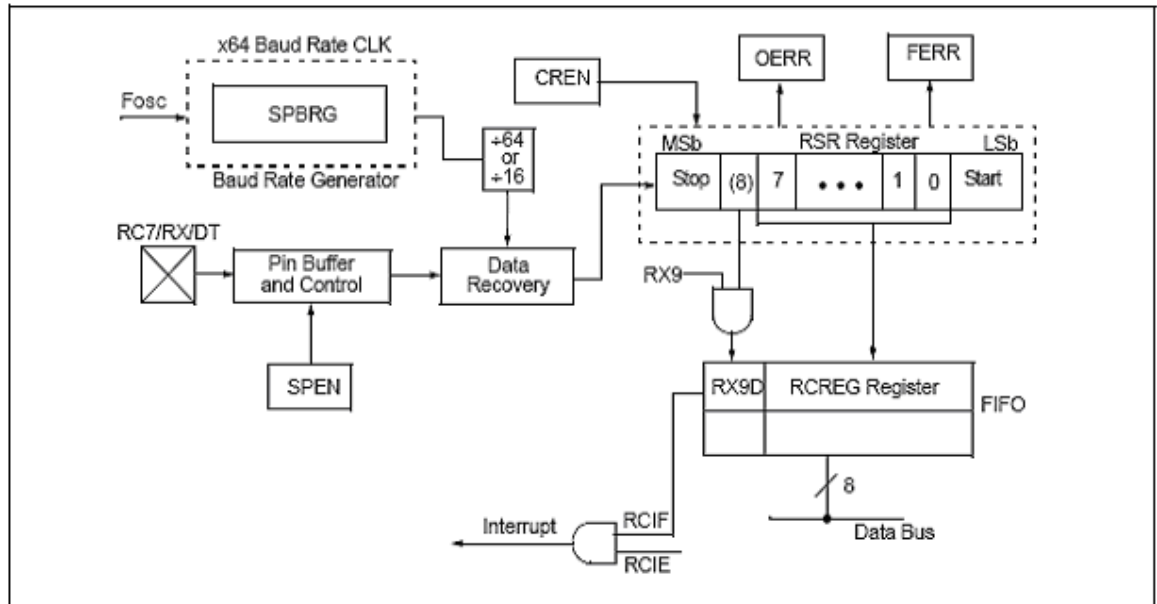 x64 Baud Rate CLK
OERR
FERR
CREN
Fosc
SPBRG
÷64
or
÷16
MSb
RSR Register
LSb
Stop
(8)
7
• • •
1
0
Start
Baud Rate Generator
RC7/RX/DT
Pin Buffer
and Control
Data
Recovery
RX9
SPEN
RX9D
RCREG Register
FIFO
8
Interrupt
RCIF
RCIE
Data Bus